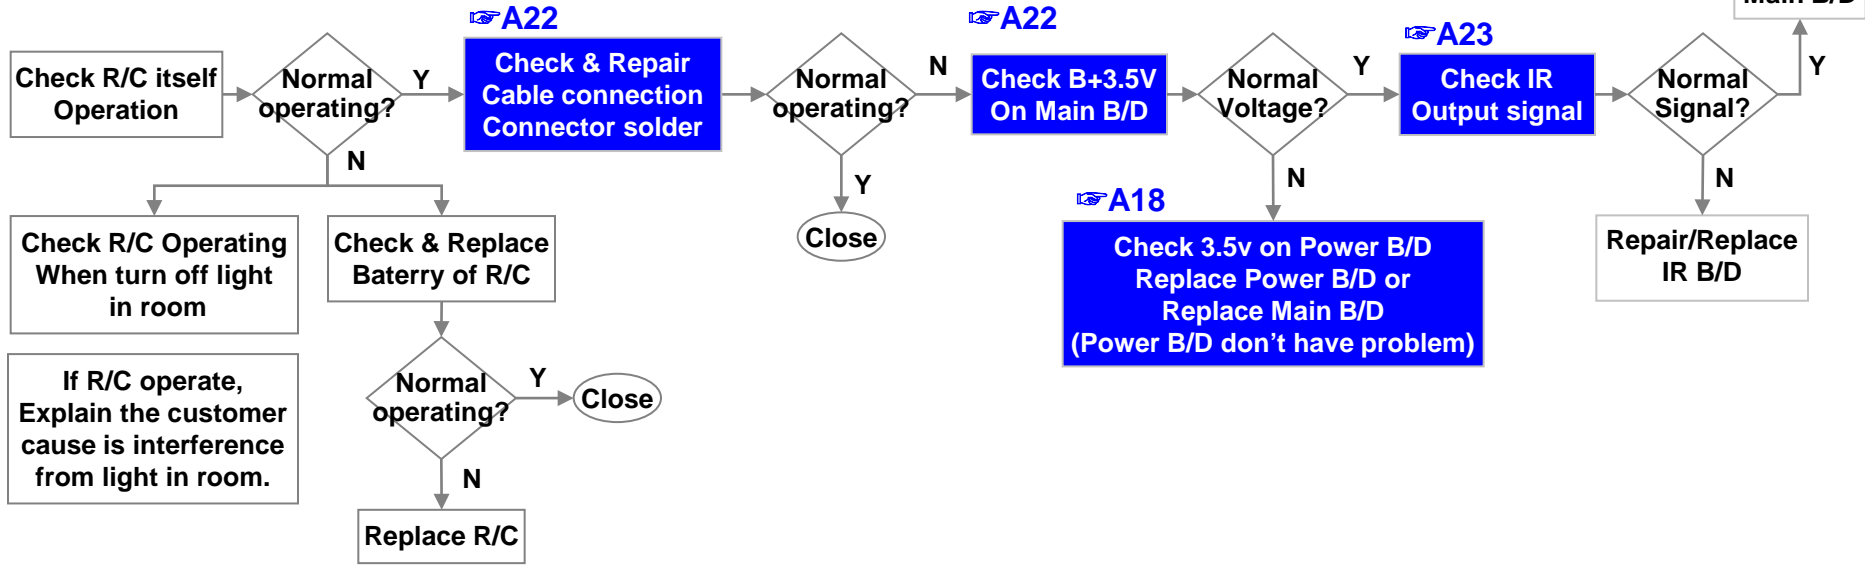 ☞A22
☞A22
Main B/D
☞A23
Check R/C itself
Operation
Normal
operating?
Y
Check & Repair
Cable connection
Connector solder
Normal
operating?
N
Check B+3.5V
On Main B/D
Normal
Voltage?
Y
Check IR
Output signal
Normal
Signal?
Y
N
Y
N
N
☞A18
Check R/C Operating
When turn off light
in room
Check & Replace
Baterry of R/C
Close
Check 3.5v on Power B/D
Replace Power B/D or
Replace Main B/D
(Power B/D don't have problem)
Repair/Replace
IR B/D
If R/C operate,
Explain the customer
cause is interference
from light in room.
Normal
operating?
Y
Close
N
Replace R/C